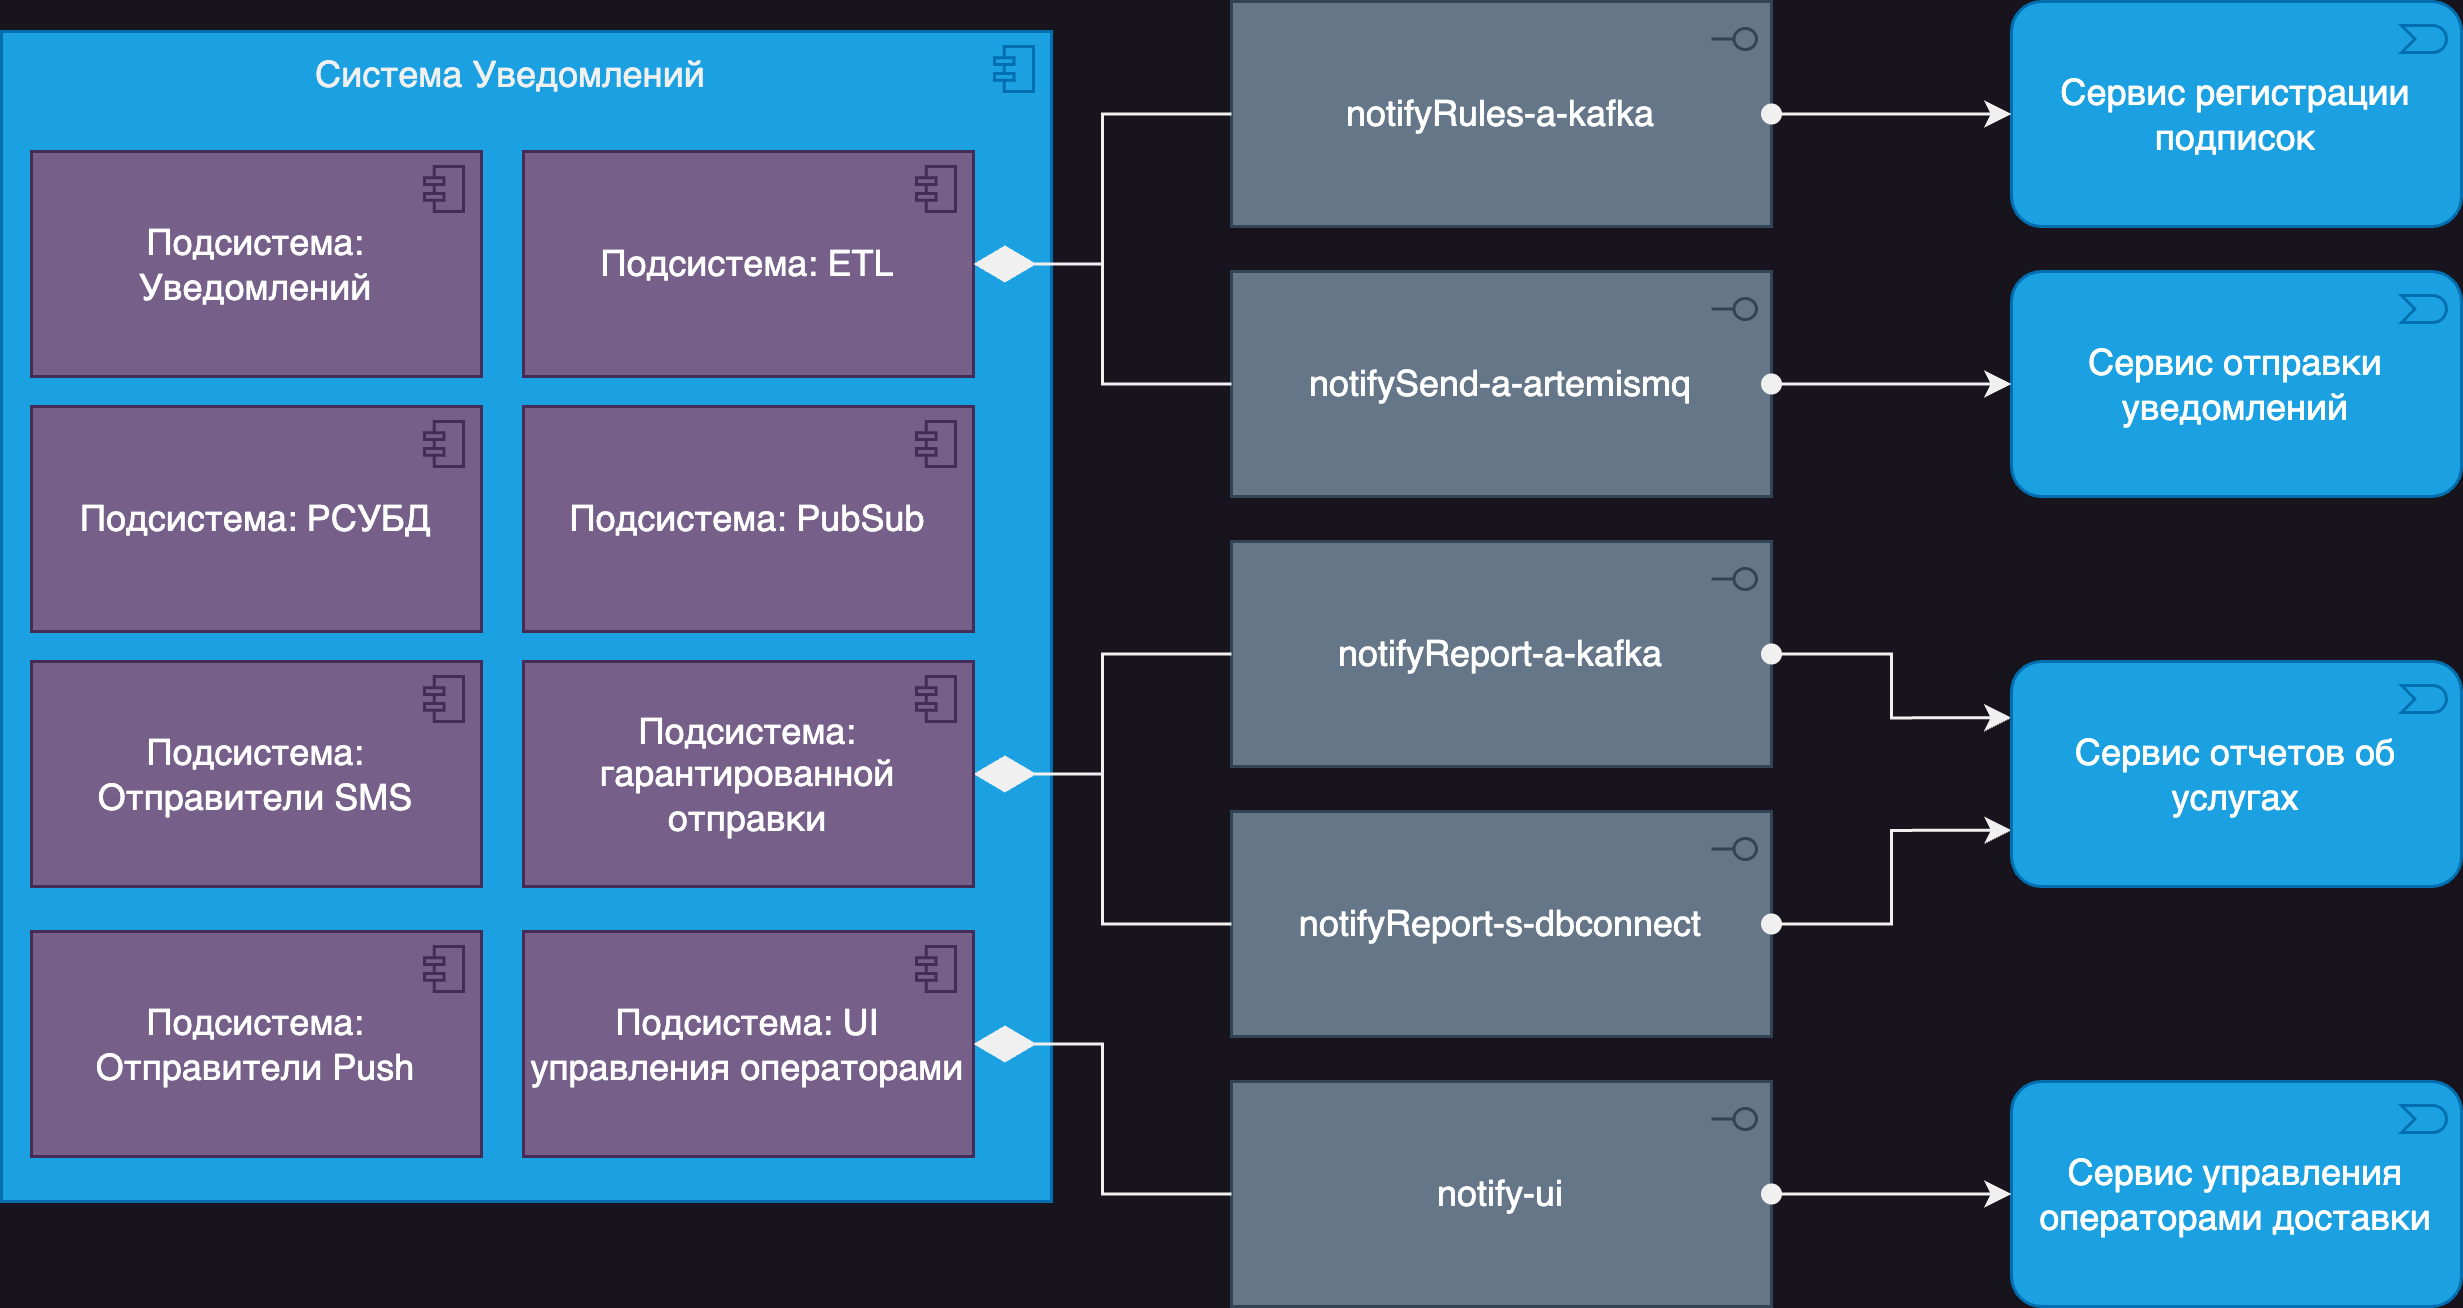 Система Уведомлений
Подсистема:
Уведомлений
Подсистема: ETL
Подсистема: РСУБД
Подсистема: PubSub
Подсистема:
Отправители SMS
Подсистема:
гарантированной
отправки
Подсистема:
Отправители Push
Подсистема: UI
управления операторами
notifyRules-a-kafka
notifySend-a-artemismq
notifyReport-a-kafka
notifyReport-s-dbconnect
notify-ui
Сервис регистрации
подписок
Сервис отправки
уведомлений
Сервис отчетов об
услугах
Сервис управления
операторами доставки